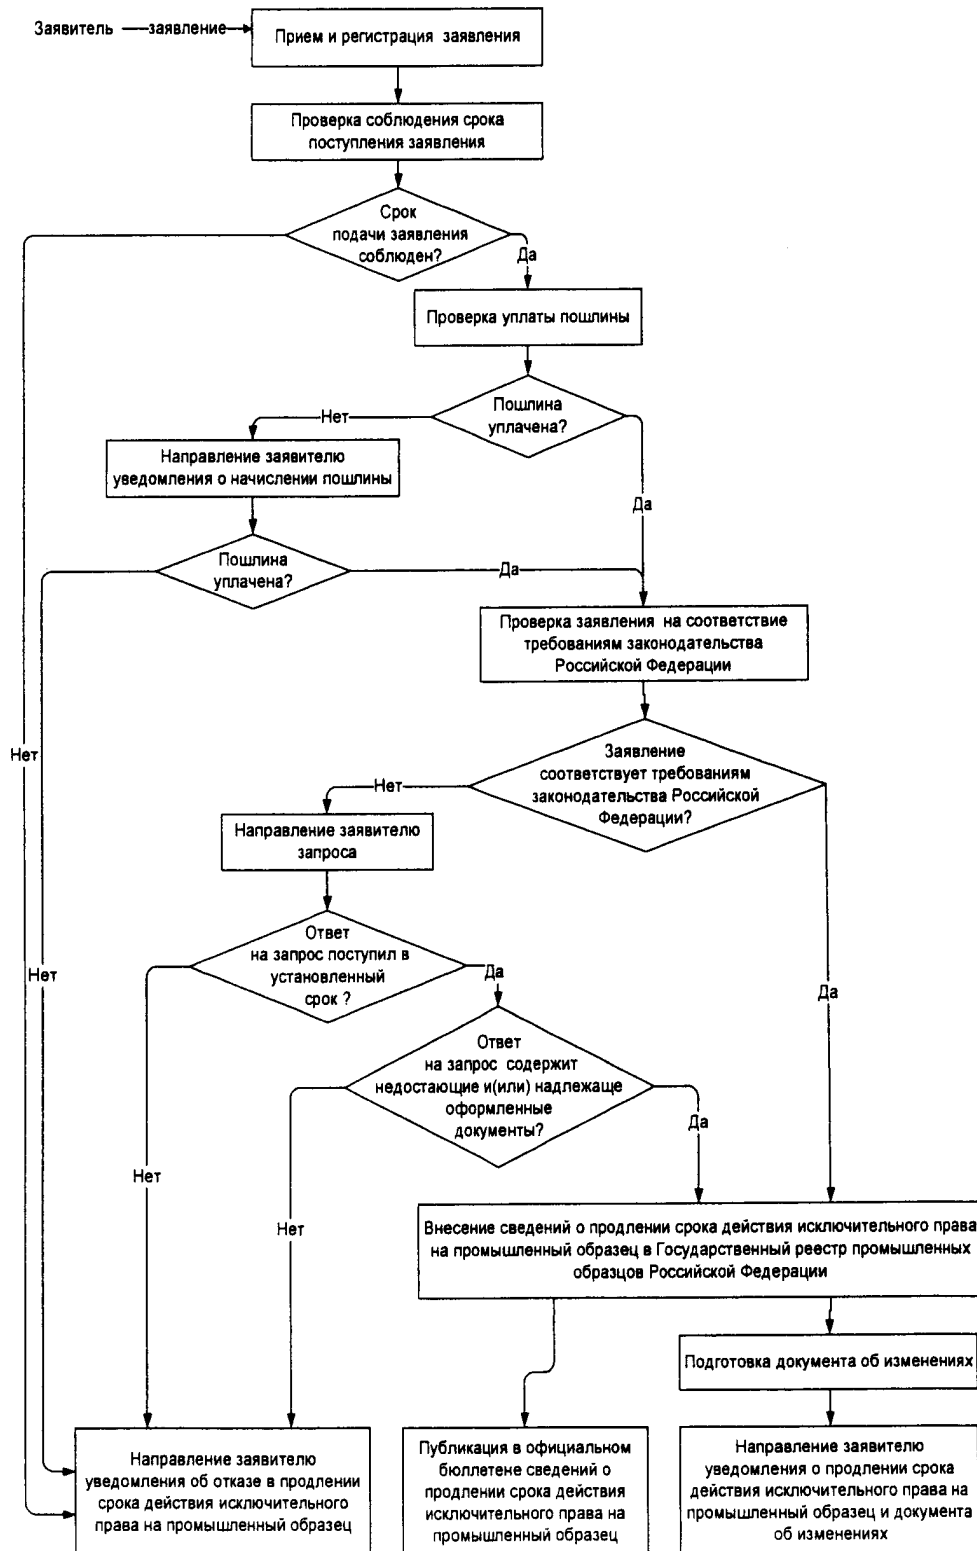 Заявитель
заявление
Прием и регистрация заявления
Проверка соблюдения срока
поступления заявления
Срок
подачи заявления
соблюден?
Да
Проверка уплаты пошлины
Пошлина
уплачена?
Нет
Направление заявителю
уведомления о начислении пошлины
Да
Пошлина
уплачена?
Да
Проверка заявления на соответствие
требованиям законодательства
Российской Федерации
Нет
Заявление
соответствует требованиям
законодательства Российской
Федерации?
Нет
Направление заявителю
запроса
Ответ
на запрос поступил в
установленный
срок ?
Нет
Да
Да
Ответ
на запрос содержит
недостающие и(или) надлежаще
оформленные
документы?
Да
Нет
Нет
Внесение сведений о продлении срока действия исключительного права
на промышленный образец в Государственный реестр промышленных
образцов Российской Федерации
Подготовка документа об изменениях
Направление заявителю
уведомления об отказе в продлении
срока действия исключительного
права на промышленный образец
Публикация в официальном
бюллетене сведений о
продлении срока действия
исключительного права на
промышленный образец
Направление заявителю
уведомления о продлении срока
действия исключительного права на
промышленный образец и документа
об изменениях